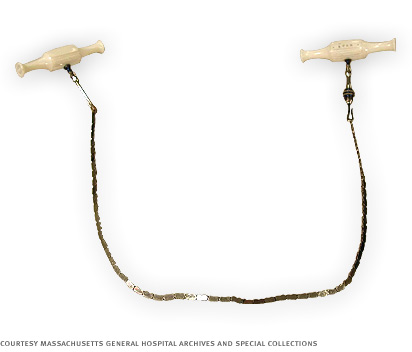 COURTESY MASSACHUSETTS GENERAL HOSPITAL ARCHIVES AND SPECIAL COLLECTIONS